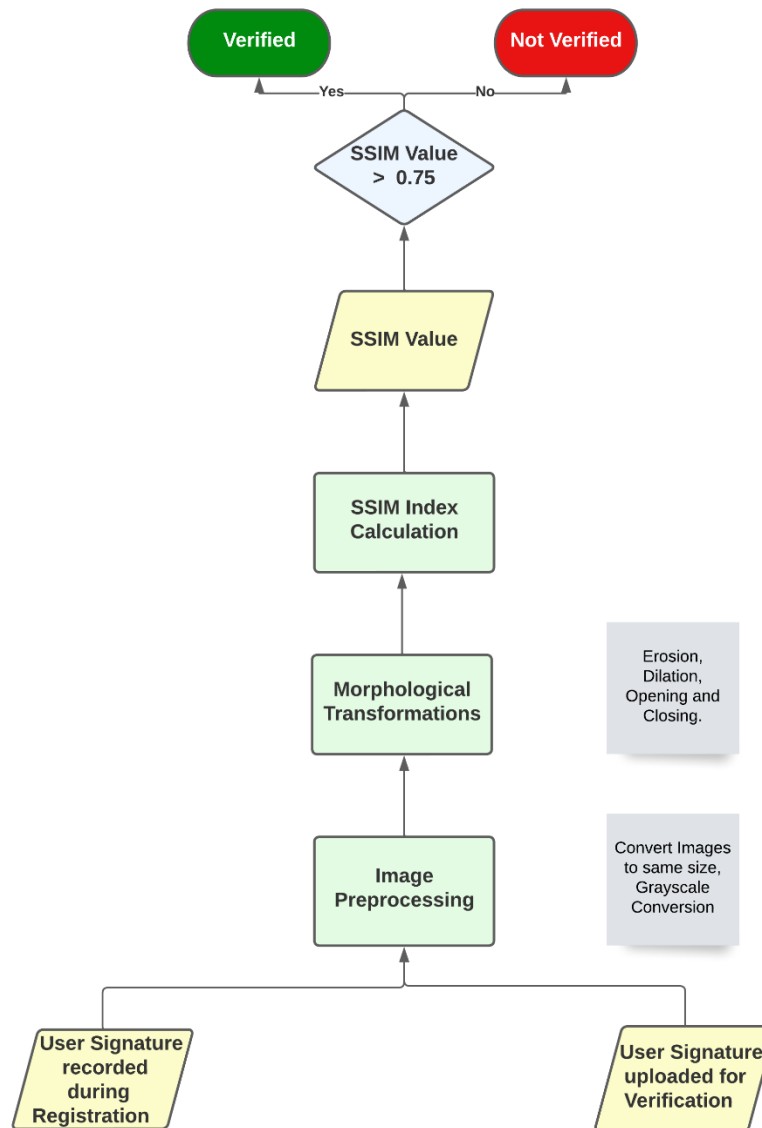 Verified
Not Verified
Yes
No
SSIM Value
> 0.75
SSIM Value
SSIM Index
Calculation
Morphological
Transformations
Erosion,
Dilation,
Opening and
Closing.
Image
Preprocessing
Convert Images
to same size,
Grayscale
Conversion
User Signature
recorded
during
Registration
User Signature
uploaded for
Verification